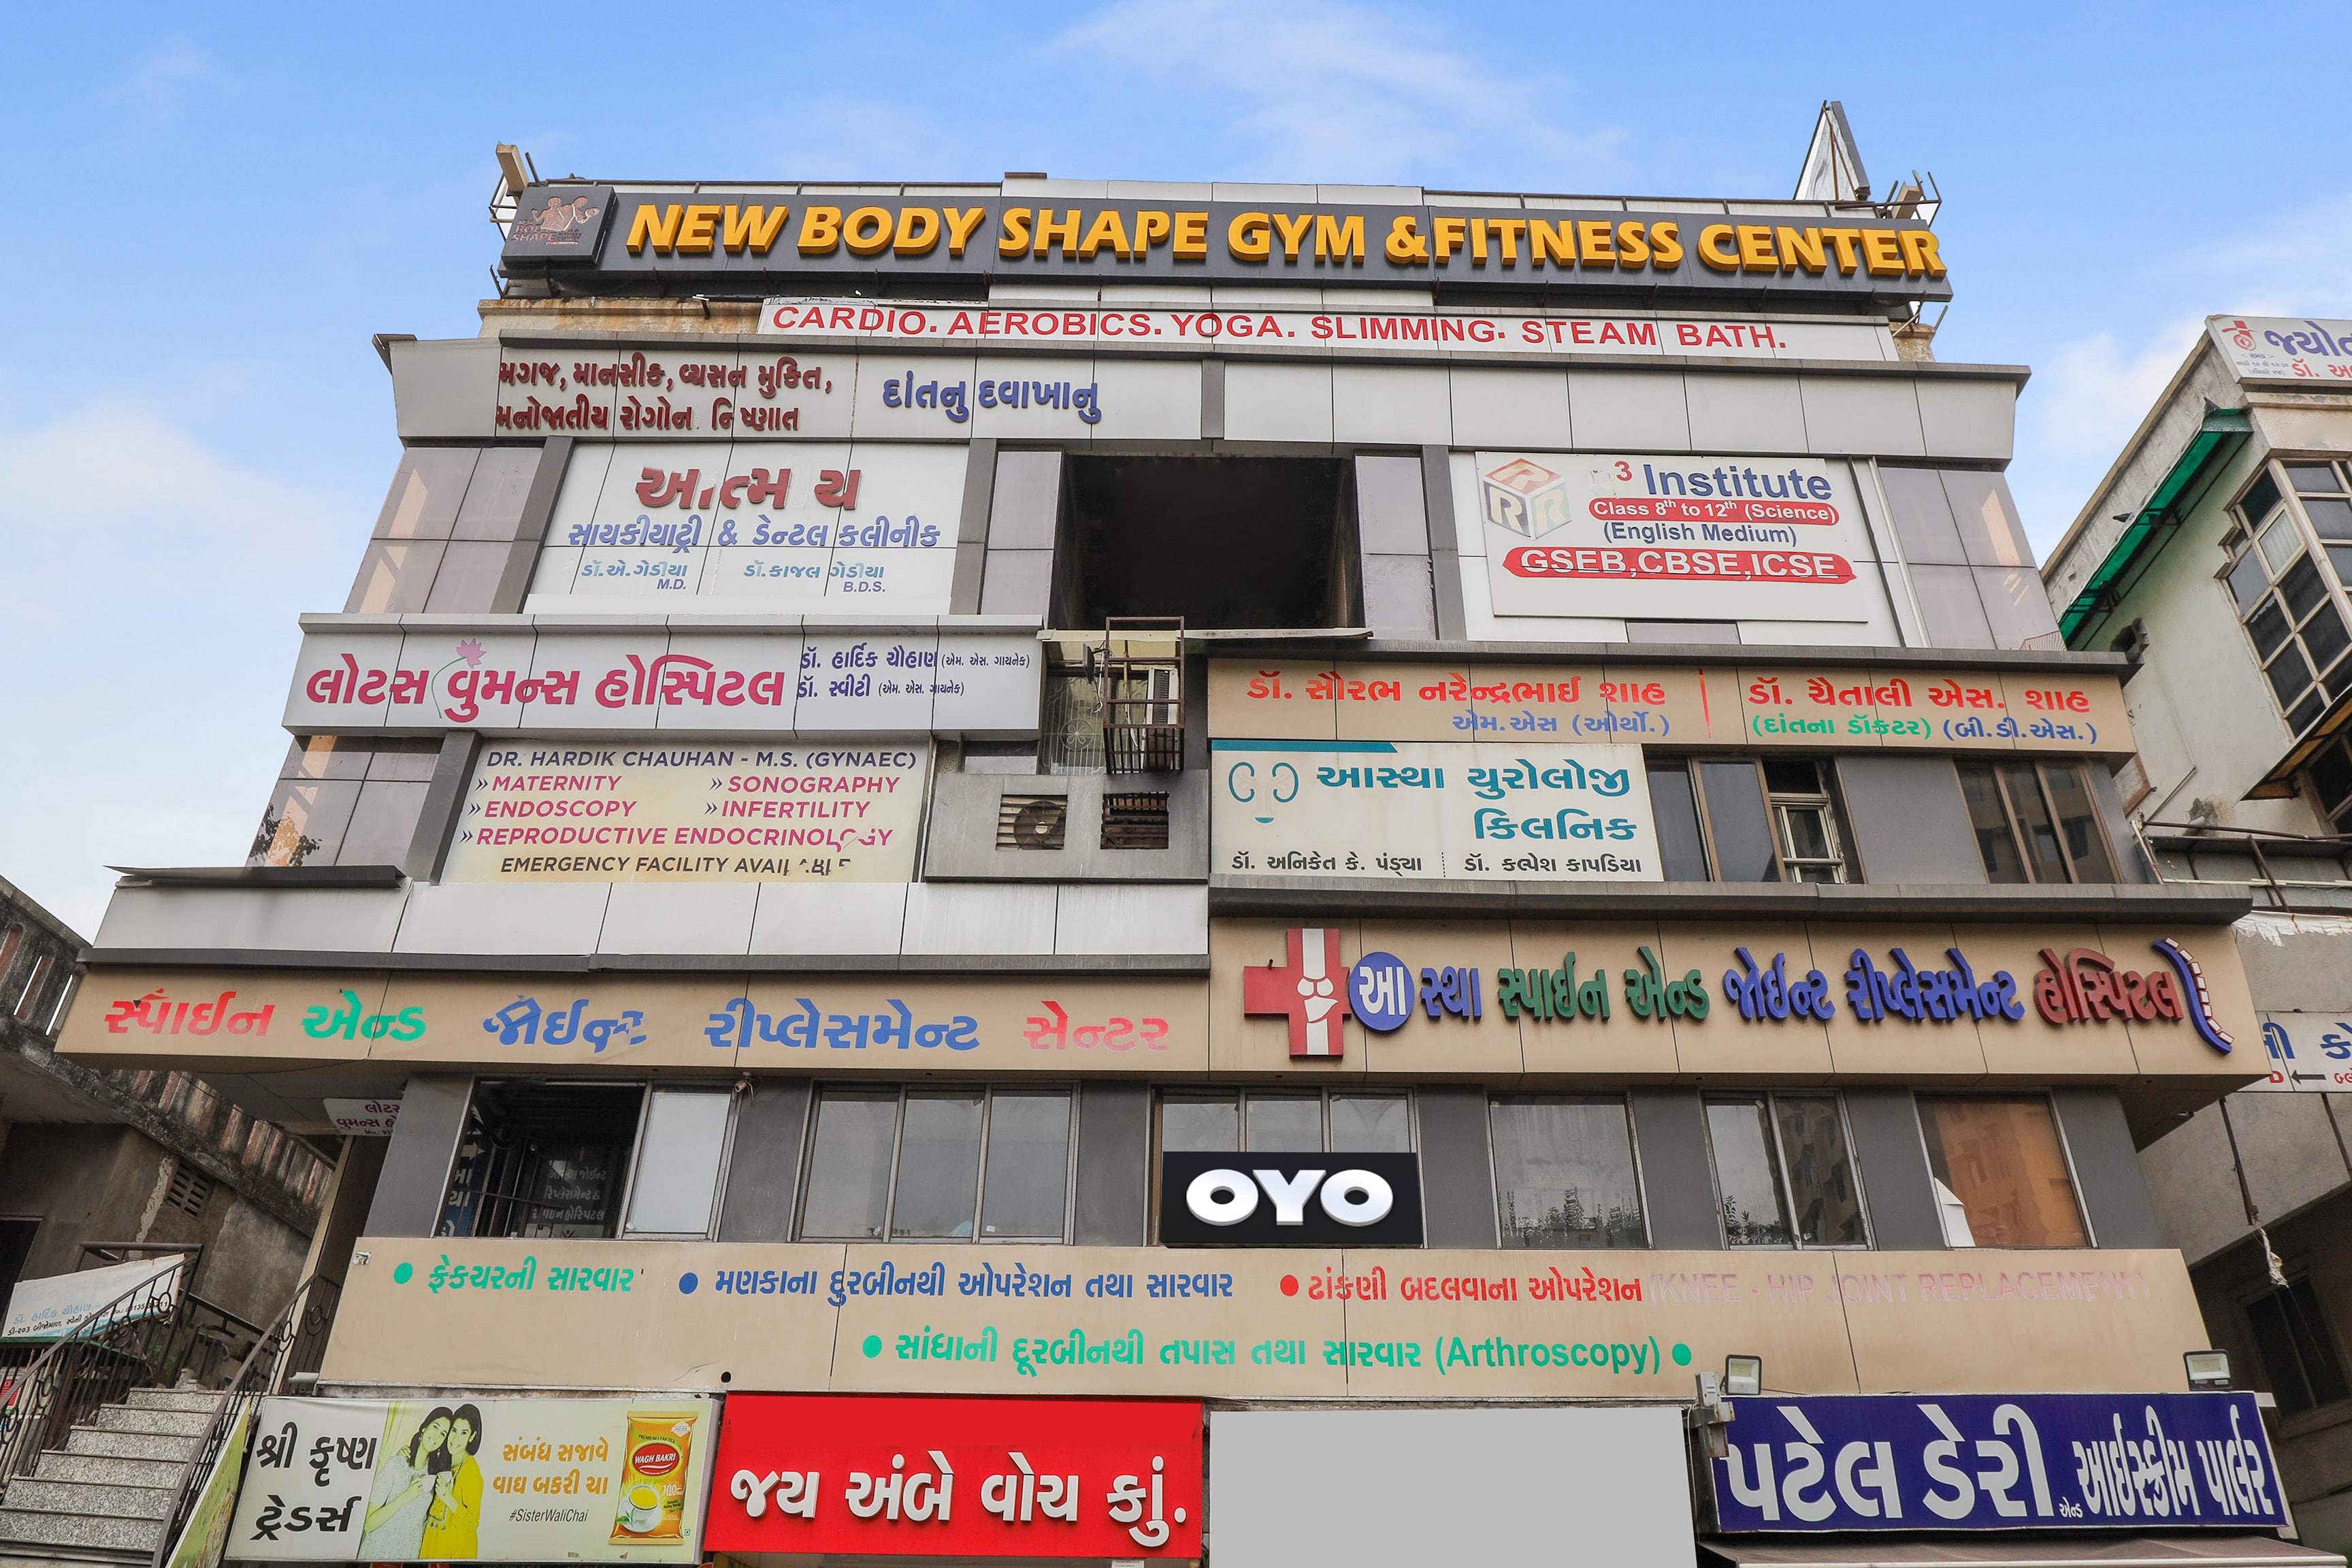 NEW BODY SHAPE GYM &FITNESS CENTER
CARDIO. AEROBICS. YOGA. SLIMMING. STEAM BATH.
મગજ, માનસીક, વ્યસન મુકિત,
મનોજાતીય રોગોન નિષ્ણાત
દાંતનુ દવાખાનુ
આત્મ ય
સાયકીયાટ્રી & ડેન્ટલ કલીનીક
ડૉ.એ.ગેડીયા
M.D.
ડૉ.કાજલ ગેડીયા
B.D.S.
3 Institute
Class 8th to 12th (Science)
(English Medium)
GSEB,CBSE,ICSE
લોટસ વુમન્સ હોસ્પિટલ
ડૉ. હાર્દિક ચૌહાણ (એમ. એસ. ગાયનેક)
ડૉ. સ્વીટી (એમ. એસ. ગાયનેક)
DR. HARDIK CHAUHAN - M.S. (GYNAEC)
» MATERNITY » SONOGRAPHY
» ENDOSCOPY » INFERTILITY
» REPRODUCTIVE ENDOCRINOLOGY
EMERGENCY FACILITY AVAILABLE
ડૉ. સૌરભ નરેન્દ્રભાઈ શાહ
એમ.એસ (ઓર્થો.)
ડૉ. ચૈતાલી એસ. શાહ
(દાંતના ડૉક્ટર) (બી.ડી.એસ.)
આસ્થા યુરોલોજી
ક્લિનિક
ડૉ. અનિકેત કે. પંડ્યા ડૉ. કલ્પેશ કાપડિયા
સ્પાઈન એન્ડ જોઈન્ટ રીપ્લેસમેન્ટ સેન્ટર
આસ્થા સ્પાઈન એન્ડ જોઈન્ટ રીપ્લેસમેન્ટ હોસ્પિટલ
OYO
• ફ્રેકચરની સારવાર • મણકાના દુરબીનથી ઓપરેશન તથા સારવાર • ઢાંકણી બદલવાના ઓપરેશન (KNEE - HIP JOINT REPLACEMENT)
• સાંધાની દૂરબીનથી તપાસ તથા સારવાર (Arthroscopy) •
શ્રી કૃષ્ણ
ટ્રેડર્સ
સંબંધ સજાવે
વાઘ બકરી ચા
#SisterWaliChai
WAGH BAKRI
જય અંબે વોચ કું.
પટેલ ડેરી એન્ડ આઈસ્ક્રીમ પાર્લર